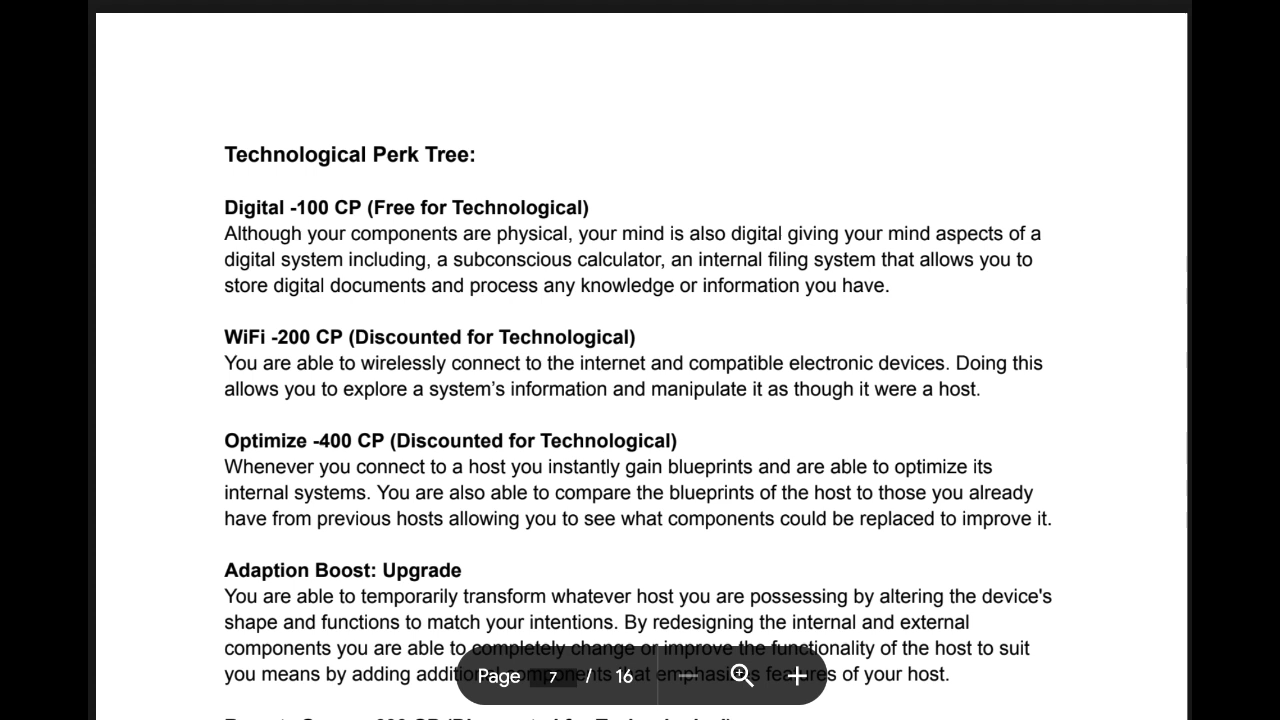 Technological Perk Tree:
Digital -100 CP (Free for Technological)
Although your components are physical, your mind is also digital giving your mind aspects of a
digital system including, a subconscious calculator, an internal filing system that allows you to
store digital documents and process any knowledge or information you have.
WiFi -200 CP (Discounted for Technological)
You are able to wirelessly connect to the internet and compatible electronic devices. Doing this
allows you to explore a system’s information and manipulate it as though it were a host.
Optimize -400 CP (Discounted for Technological)
Whenever you connect to a host you instantly gain blueprints and are able to optimize its
internal systems. You are also able to compare the blueprints of the host to those you already
have from previous hosts allowing you to see what components could be replaced to improve it.
Adaption Boost: Upgrade
You are able to temporarily transform whatever host you are possessing by altering the device's
shape and functions to match your intentions. By redesigning the internal and external
components you are able to completely change or improve the functionality of the host to suit
you means by adding additional components that emphasises features of your host.
Page 7 / 16